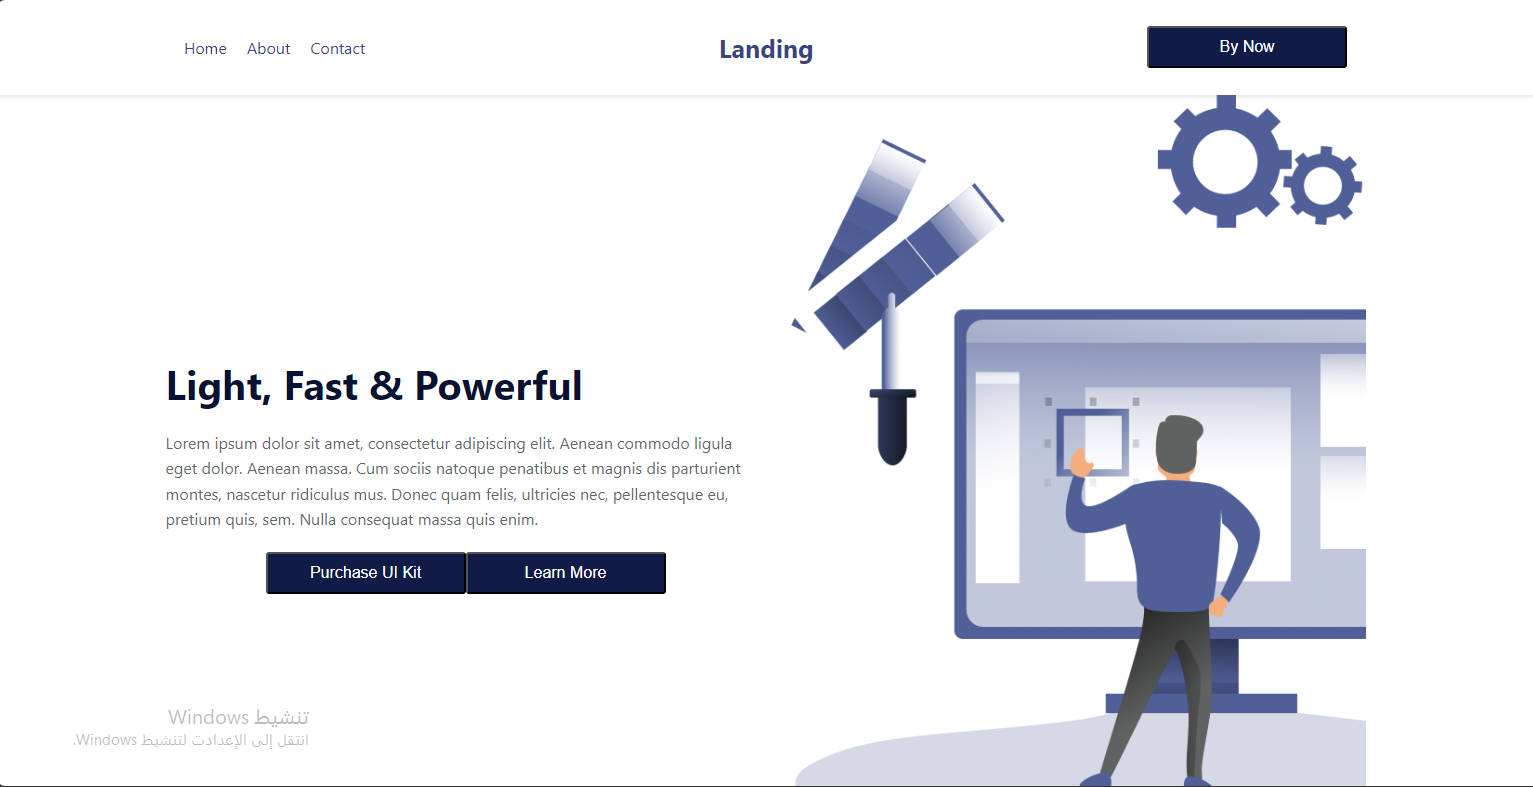 Home About Contact
Landing
By Now
Light, Fast & Powerful
Lorem ipsum dolor sit amet, consectetur adipiscing elit. Aenean commodo ligula
eget dolor. Aenean massa. Cum sociis natoque penatibus et magnis dis parturient
montes, nascetur ridiculus mus. Donec quam felis, ultricies nec, pellentesque eu,
pretium quis, sem. Nulla consequat massa quis enim.
Purchase UI Kit
Learn More
تنشيط Windows
انتقل إلى الإعدادت لتنشيط Windows.